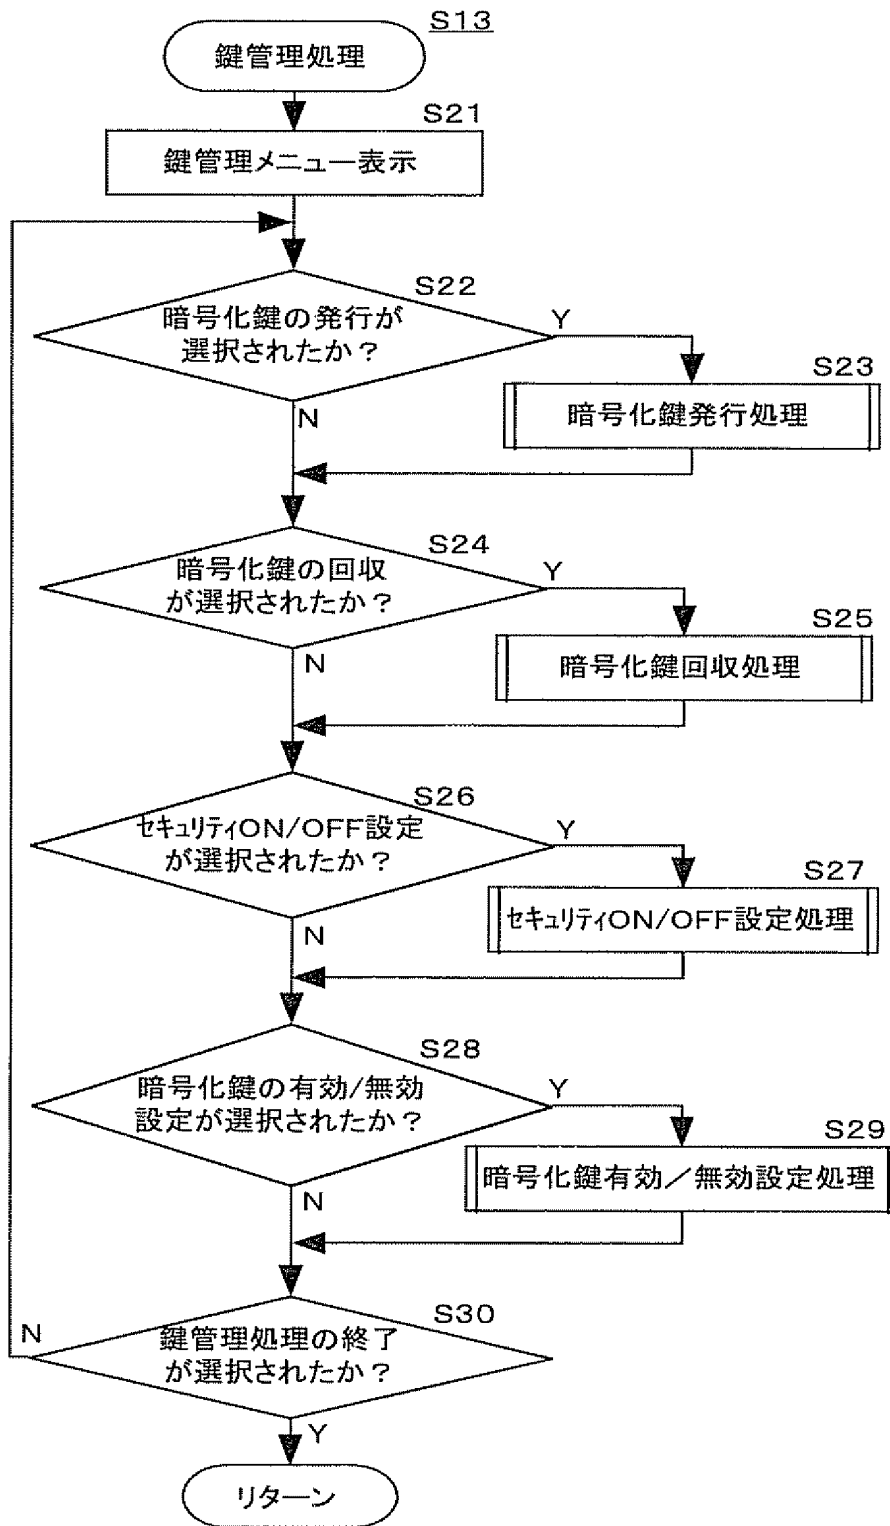 S13
鍵管理処理
S21
鍵管理メニュー表示
S22
暗号化鍵の発行が
選択されたか？
Y
S23
暗号化鍵発行処理
N
S24
暗号化鍵の回収
が選択されたか？
Y
S25
暗号化鍵回収処理
N
S26
ｾｷｭﾘﾃｨON/OFF設定
が選択されたか？
Y
S27
ｾｷｭﾘﾃｨON/OFF設定処理
N
S28
暗号化鍵の有効/無効
設定が選択されたか？
Y
S29
暗号化鍵有効／無効設定処理
N
S30
鍵管理処理の終了
が選択されたか？
N
Y
リターン